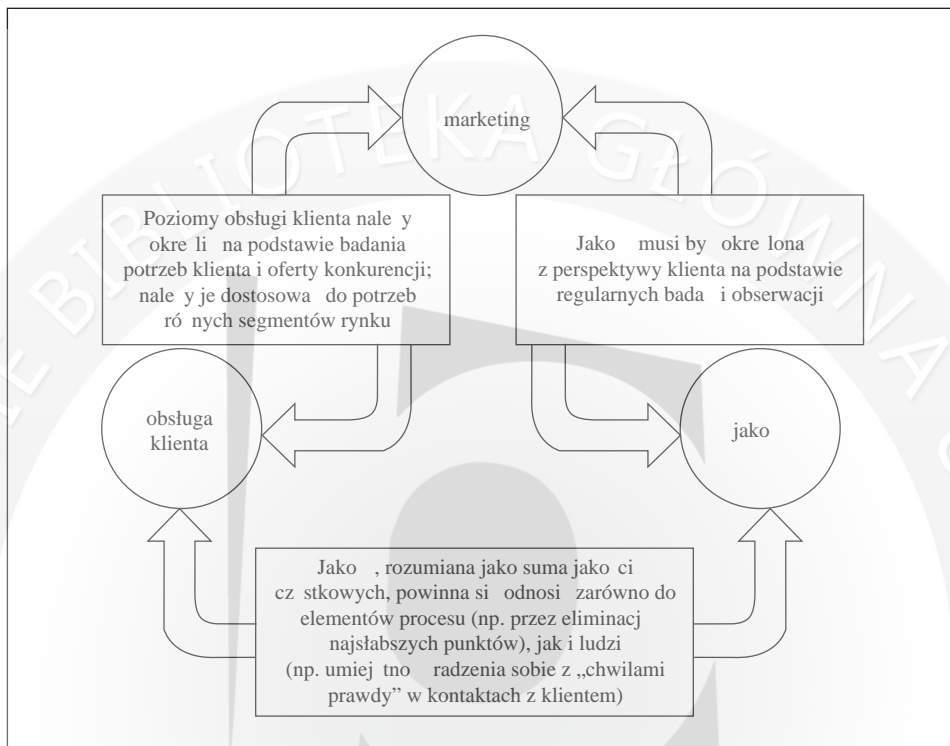 marketing
Poziomy obsługi klienta nale y
okre li na podstawie badania
potrzeb klienta i oferty konkurencji;
nale y je dostosowa do potrzeb
ró nych segmentów rynku
Jako musi by okre lona
z perspektywy klienta na podstawie
regularnych bada i obserwacji
obsługa
klienta
jako
Jako , rozumiana jako suma jako ci
cz stkowych, powinna si odnosi zarówno do
elementów procesu (np. przez eliminacj
najsłabszych punktów), jak i ludzi
(np. umiej tno radzenia sobie z „chwilami
prawdy” w kontaktach z klientem)
BIBLIOTEKA GŁÓWNA